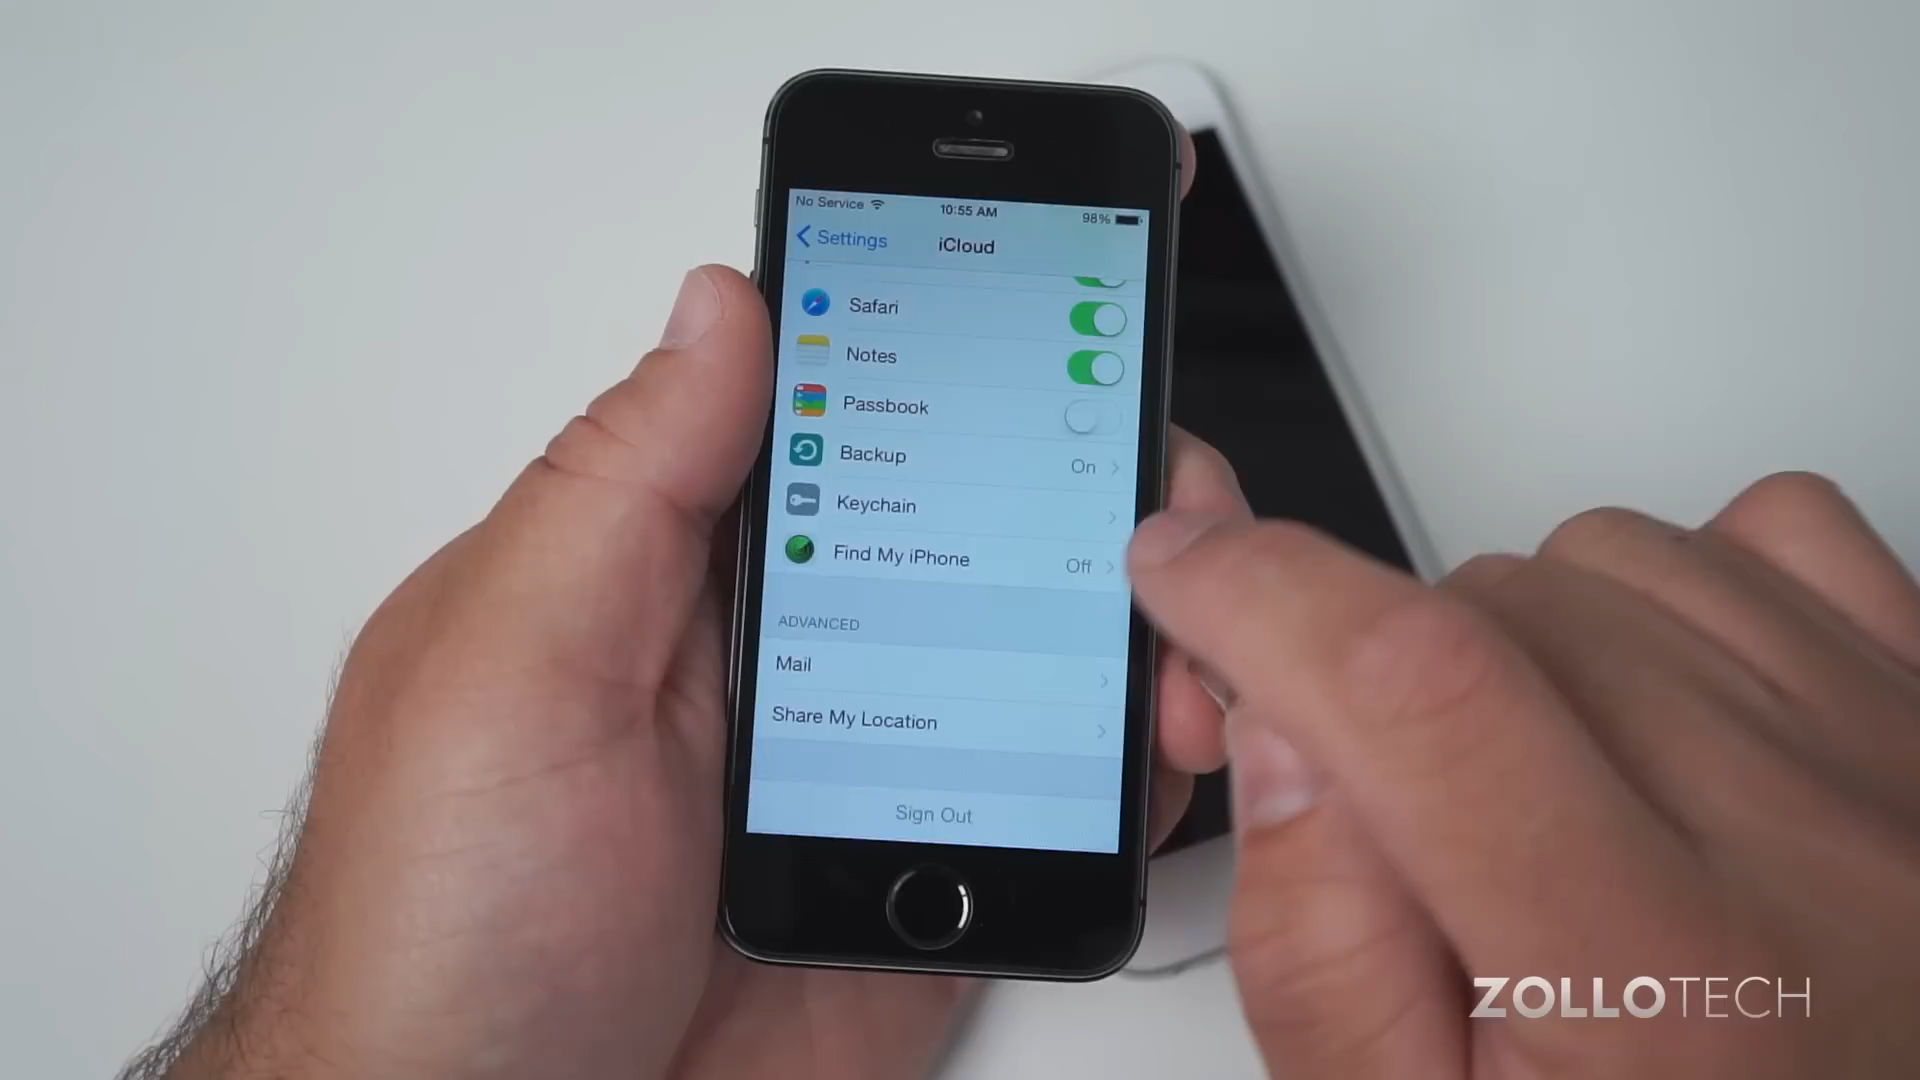 No Service 10:55 AM 98%
Settings iCloud
Safari
Notes
Passbook
Backup On
Keychain
Find My iPhone Off
ADVANCED
Mail
Share My Location
Sign Out
ZOLLOTECH